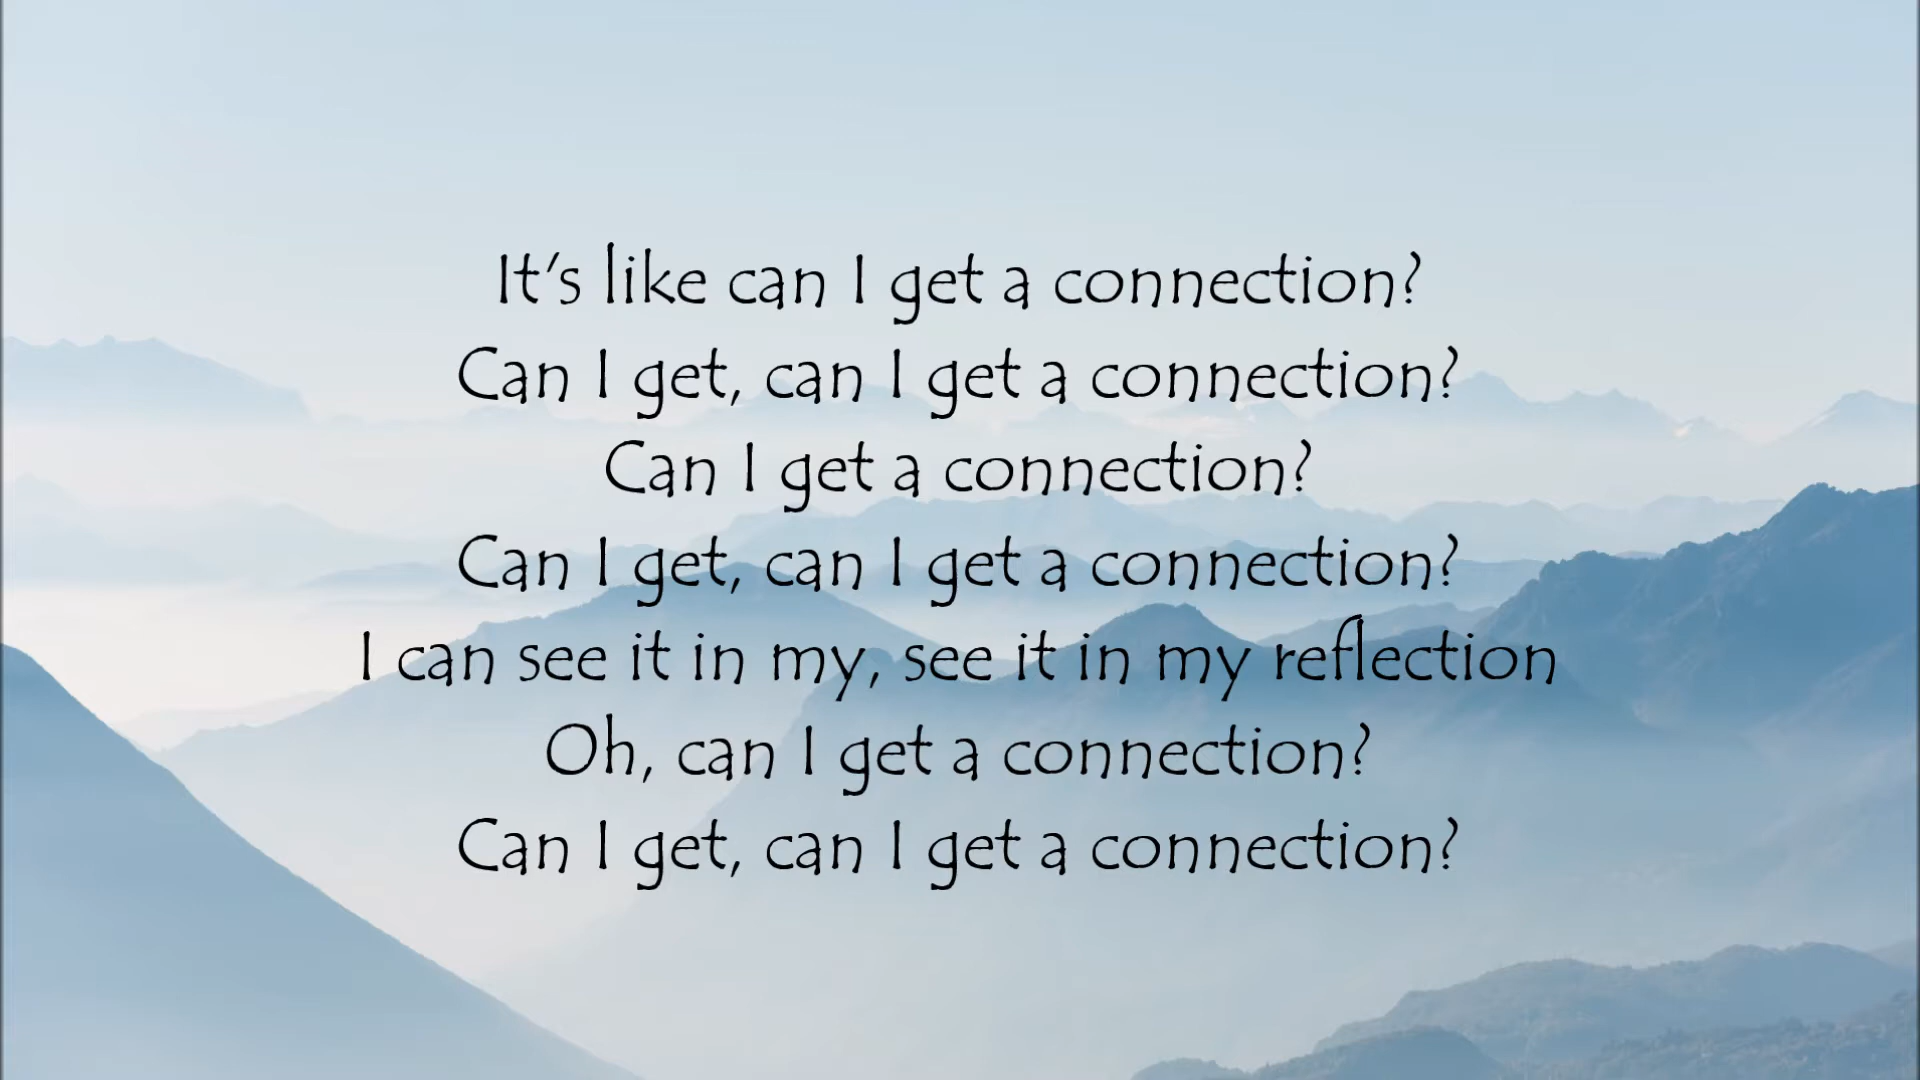 It's like can I get a connection?
Can I get, can I get a connection?
Can I get a connection?
Can I get, can I get a connection?
I can see it in my, see it in my reflection
Oh, can I get a connection?
Can I get, can I get a connection?